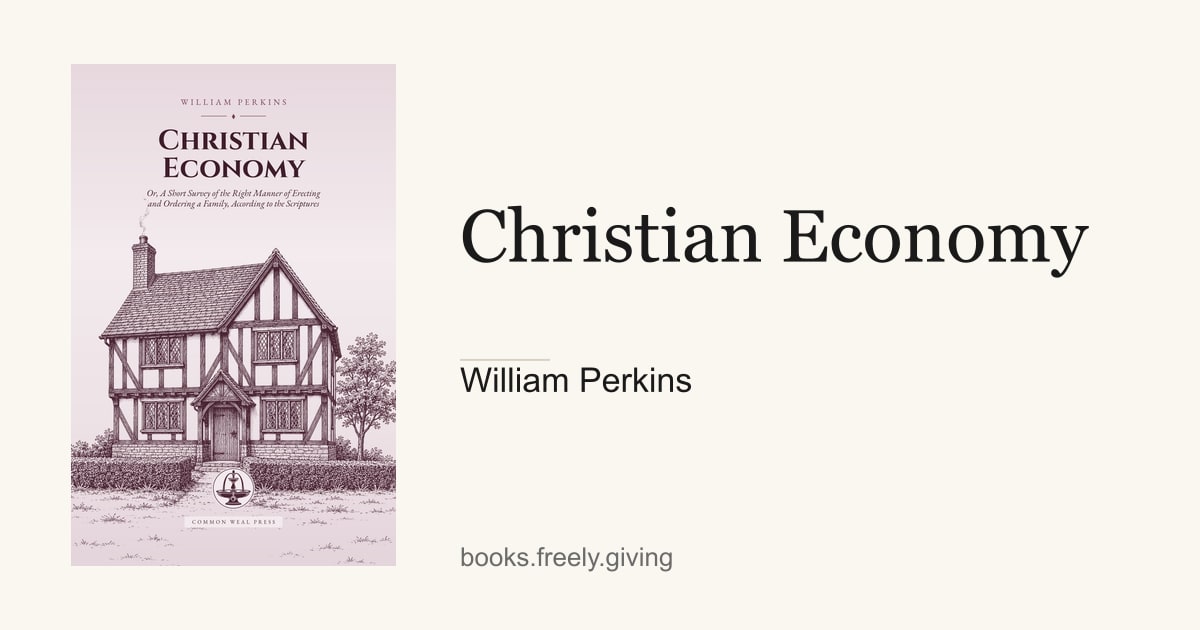 WILLIAM PERKINS
CHRISTIAN
ECONOMY
Or, A Short Survey of the Right Manner of Erecting
and Ordering a Family, According to the Scriptures
COMMON WEAL PRESS
Christian Economy
William Perkins
books.freely.giving